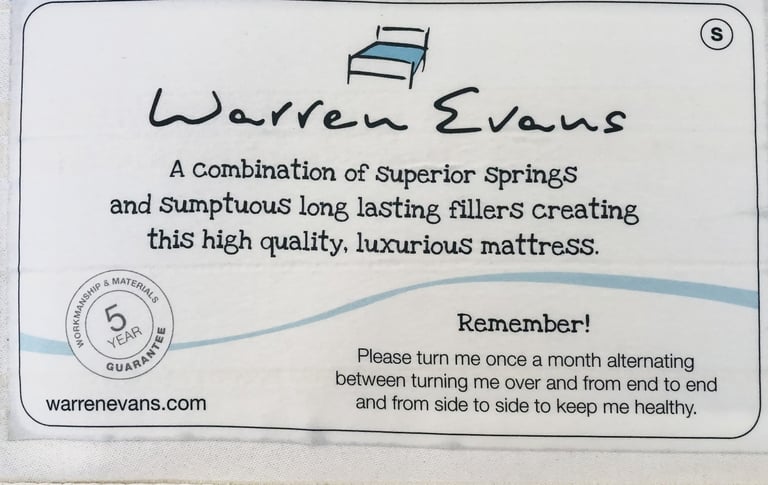 S
Warren Evans
A combination of superior springs
and sumptuous long lasting fillers creating
this high quality, luxurious mattress.
WORKMANSHIP & MATERIALS
5
YEAR
GUARANTEE
Remember!
Please turn me once a month alternating
between turning me over and from end to end
and from side to side to keep me healthy.
warrenevans.com